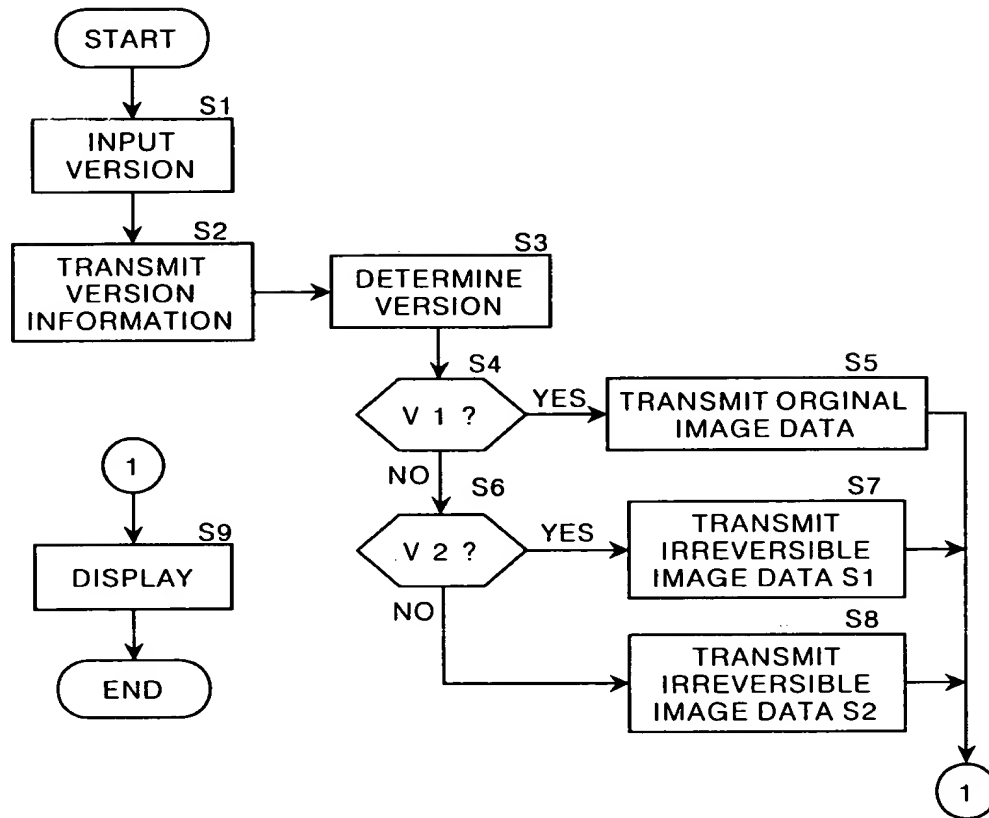 START
S1
INPUT
VERSION
S2
TRANSMIT
VERSION
INFORMATION
S3
DETERMINE
VERSION
S4
V 1 ?
YES
NO
S5
TRANSMIT ORGINAL
IMAGE DATA
S6
V 2 ?
YES
NO
S7
TRANSMIT
IRREVERSIBLE
IMAGE DATA S1
S8
TRANSMIT
IRREVERSIBLE
IMAGE DATA S2
1
1
S9
DISPLAY
END